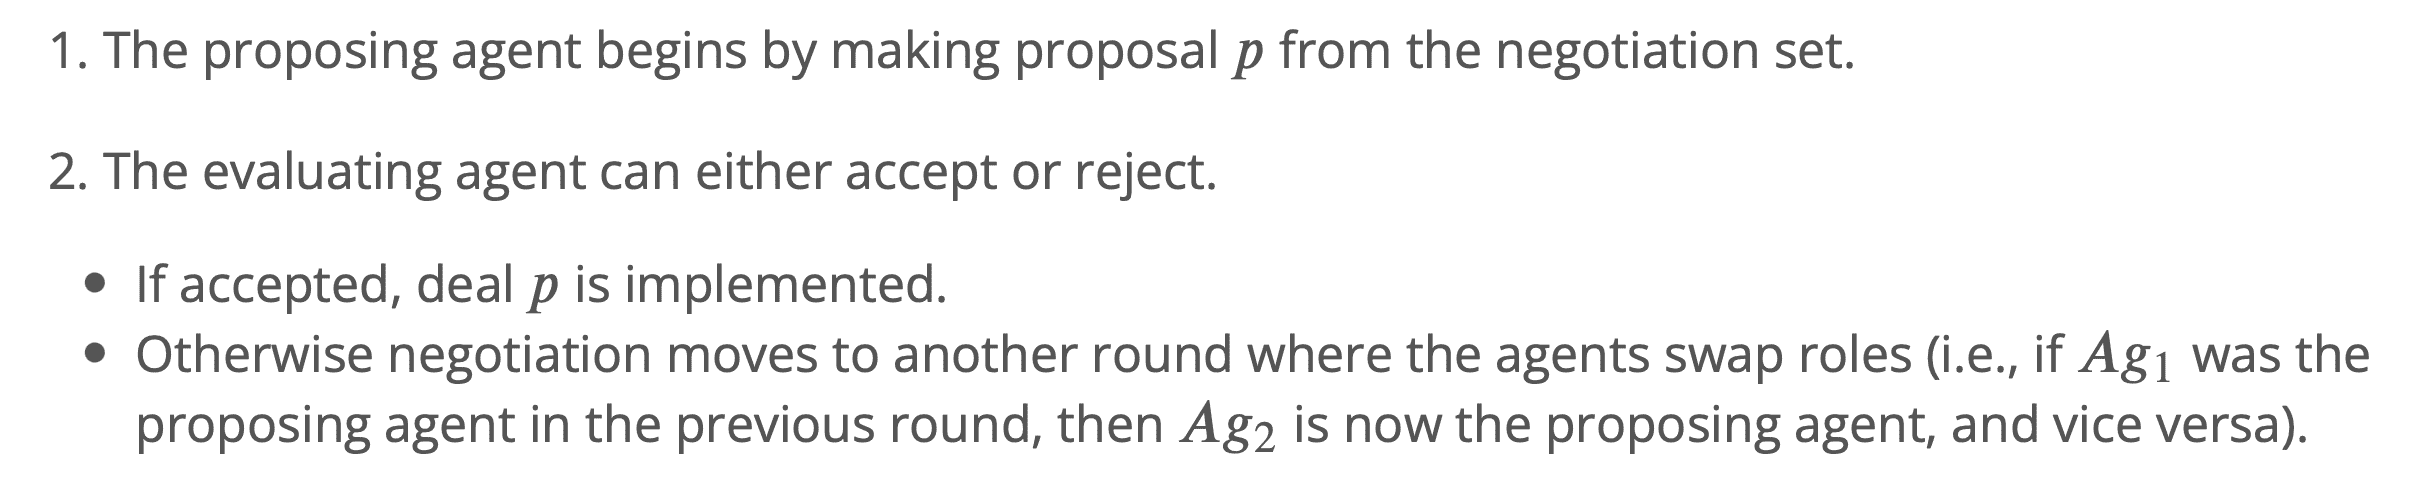 1. The proposing agent begins by making proposal p from the negotiation set.
2. The evaluating agent can either accept or reject.
• If accepted, deal p is implemented.
• Otherwise negotiation moves to another round where the agents swap roles (i.e., if Ag₁ was the
proposing agent in the previous round, then Ag₂ is now the proposing agent, and vice versa).